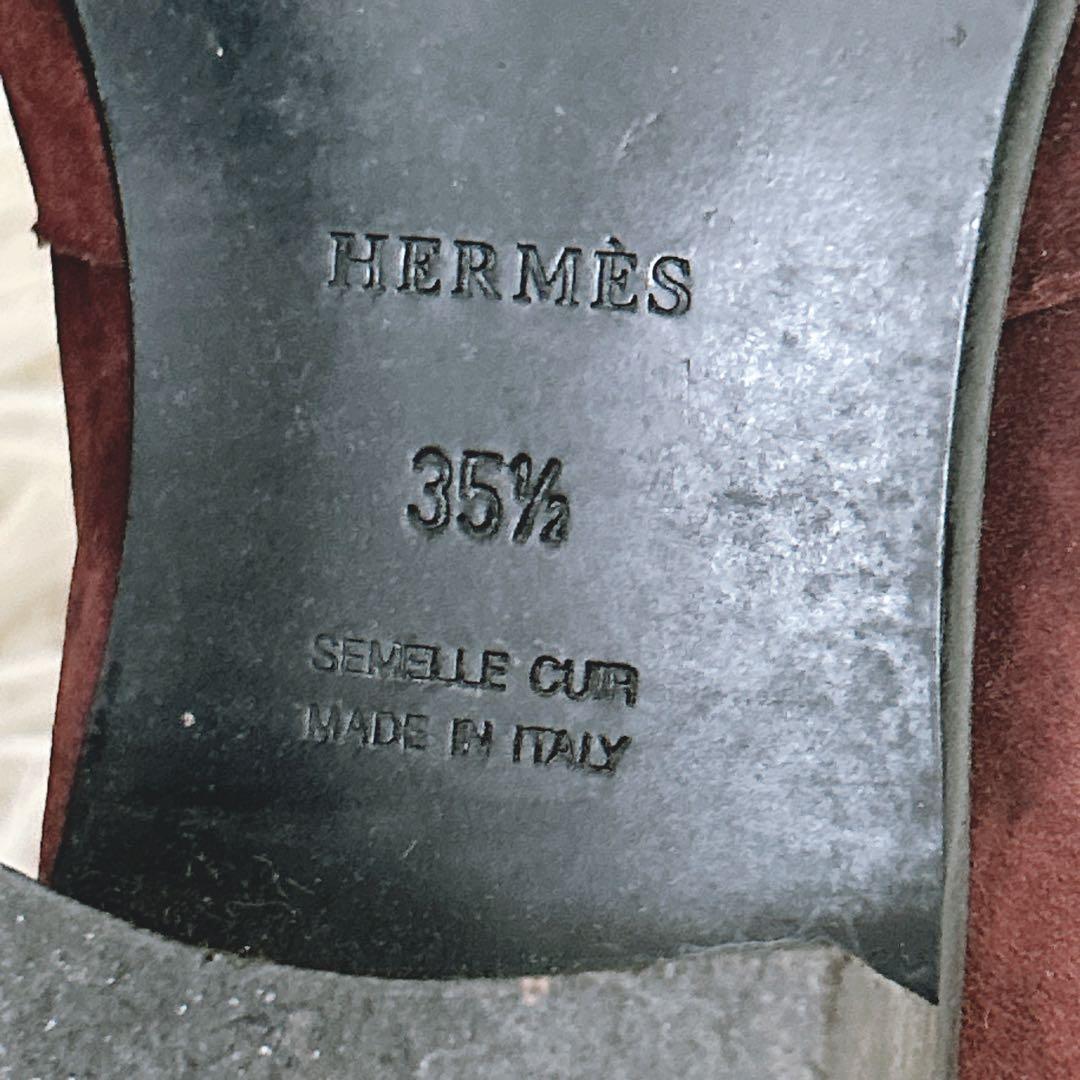 HERMÈS
35½
SEMELLE CUIR
MADE IN ITALY